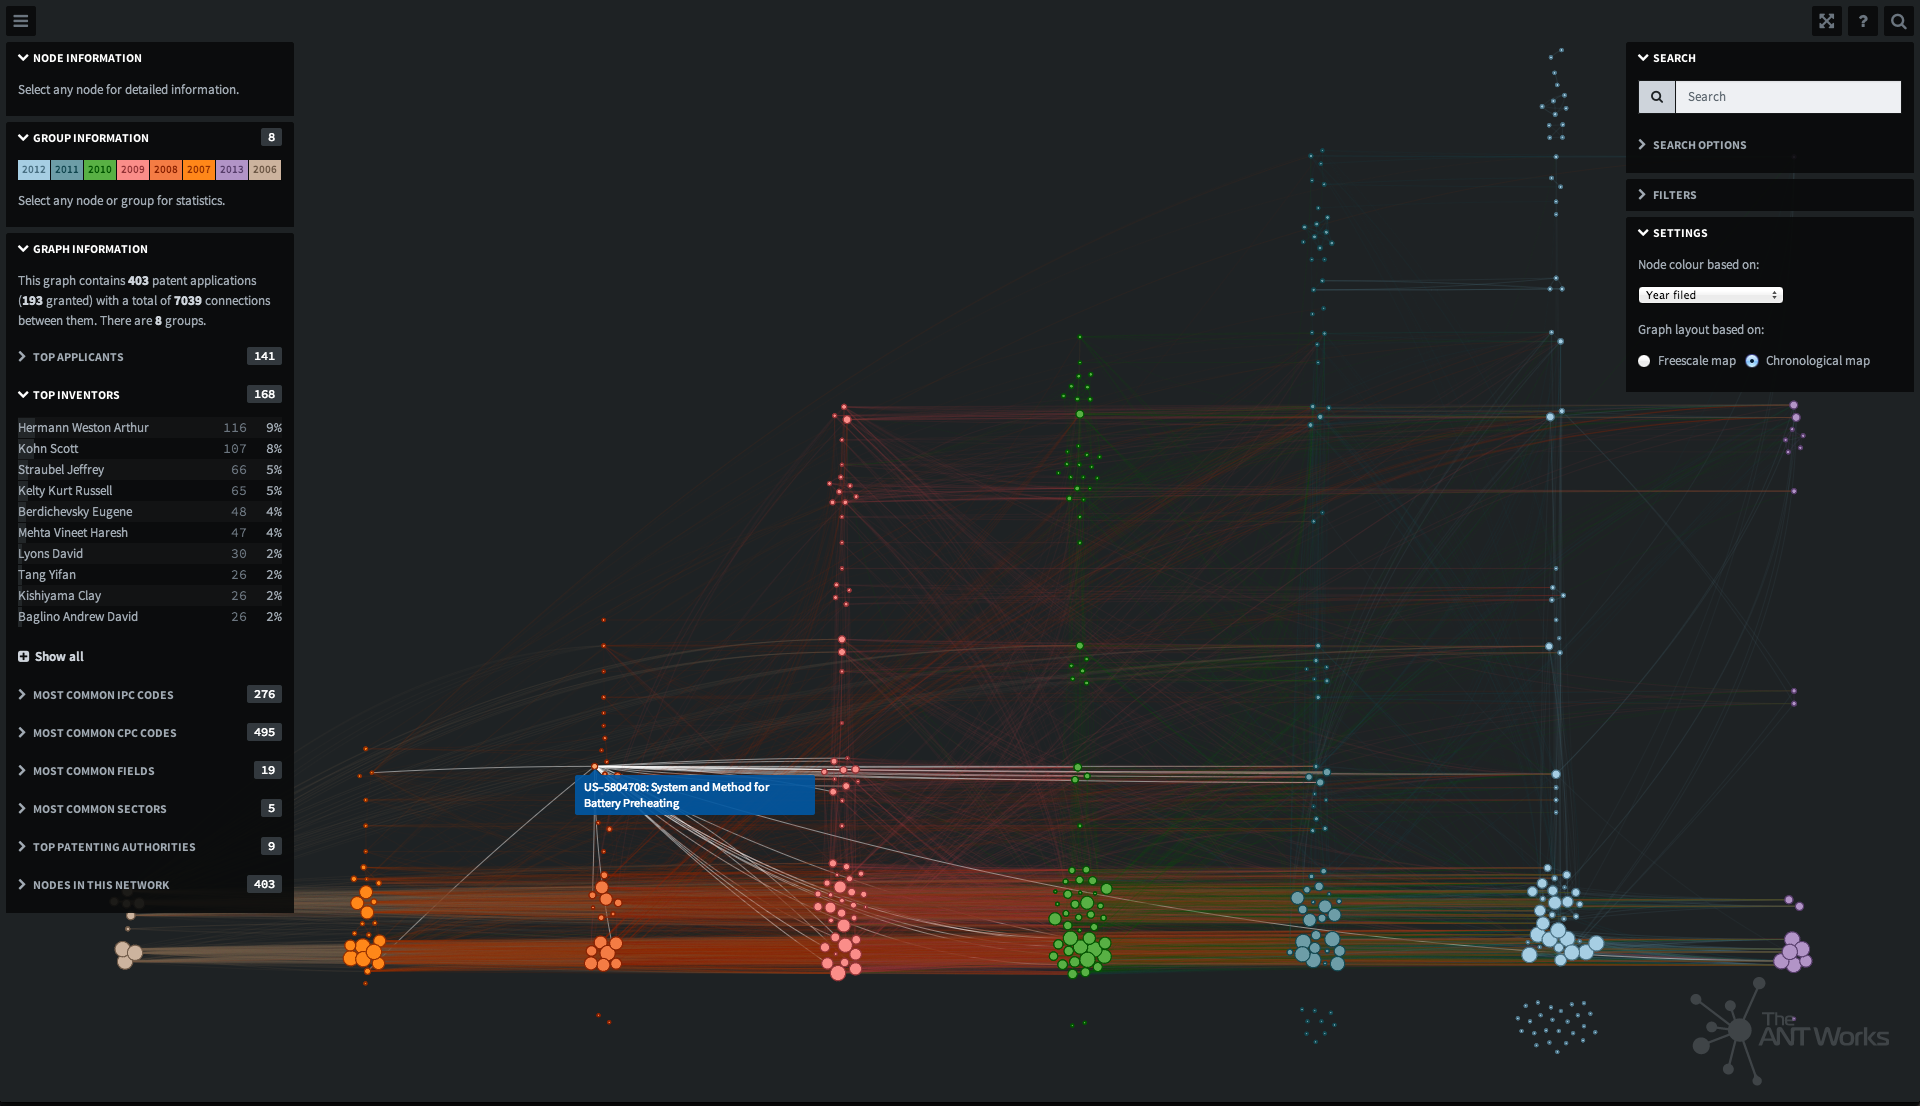 NODE INFORMATION
Select any node for detailed information.
GROUP INFORMATION 8
2012 2011 2010 2009 2008 2007 2013 2006
Select any node or group for statistics.
GRAPH INFORMATION
This graph contains 403 patent applications
(193 granted) with a total of 7039 connections
between them. There are 8 groups.
TOP APPLICANTS 141
TOP INVENTORS 168
Hermann Weston Arthur 116 9%
Kohn Scott 107 8%
Straubel Jeffrey 66 5%
Kelty Kurt Russell 65 5%
Berdichevsky Eugene 48 4%
Mehta Vineet Haresh 47 4%
Lyons David 30 2%
Tang Yifan 26 2%
Kishiyama Clay 26 2%
Baglino Andrew David 26 2%
Show all
MOST COMMON IPC CODES 276
MOST COMMON CPC CODES 495
MOST COMMON FIELDS 19
MOST COMMON SECTORS 5
TOP PATENTING AUTHORITIES 9
NODES IN THIS NETWORK 403
US-5804708: System and Method for
Battery Preheating
?
SEARCH
Search
SEARCH OPTIONS
FILTERS
SETTINGS
Node colour based on:
Year filed
Graph layout based on:
Freescale map Chronological map
The
ANT Works